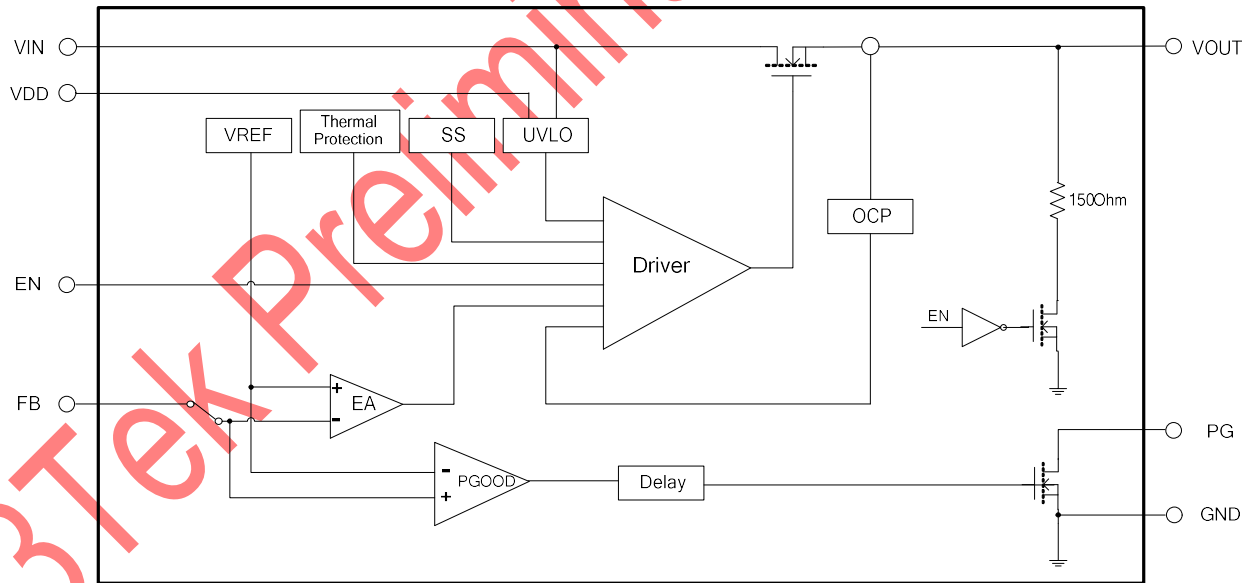 VIN
VOUT
VDD
VREF
Thermal
Protection
SS
UVLO
150Ohm
OCP
Driver
EN
EN
+
EA
-
FB
PG
-
PGOOD
+
Delay
GND
3Tek Prelimin